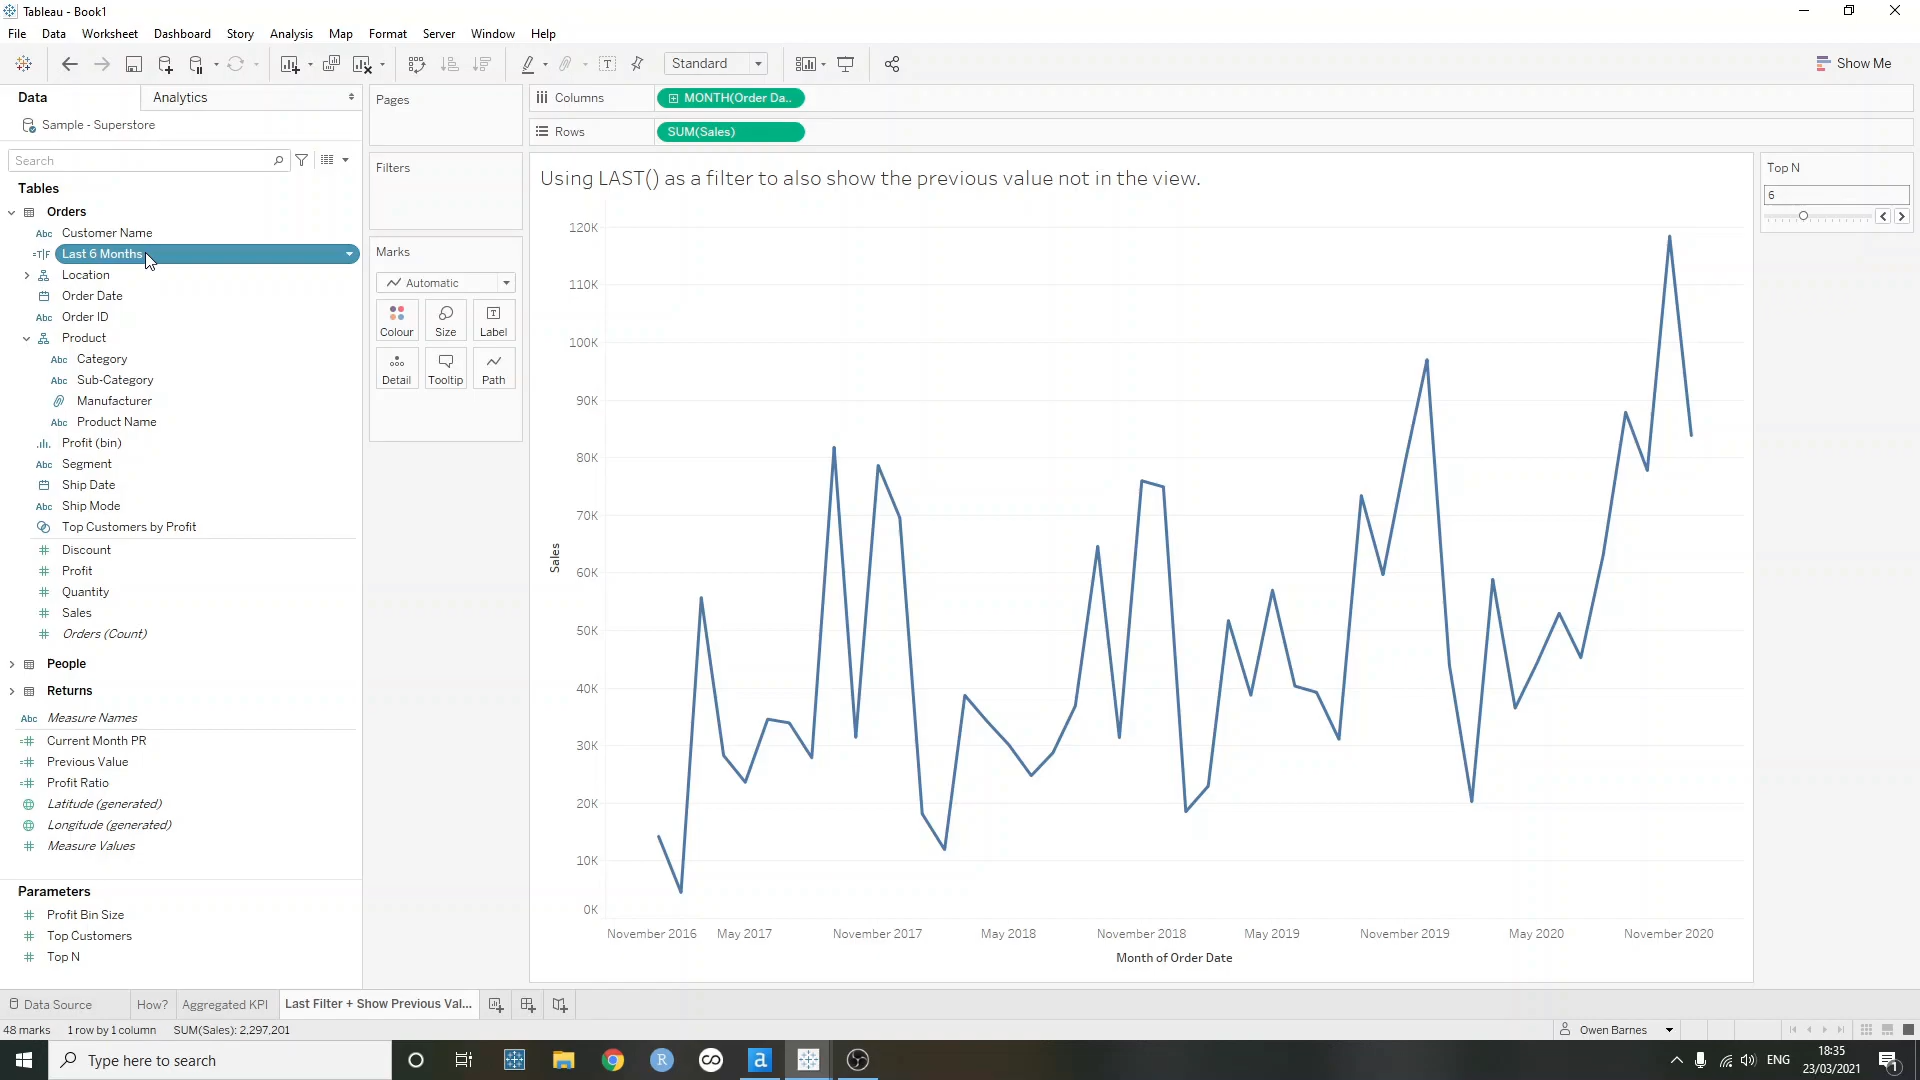 Tableau - Book1
File Data Worksheet Dashboard Story Analysis Map Format Server Window Help
Standard
Show Me
Data
Analytics
Sample - Superstore
Search
Tables
Orders
Abc Customer Name
=T|F Last 6 Months
Location
Order Date
Abc Order ID
Product
Abc Category
Abc Sub-Category
Manufacturer
Abc Product Name
Profit (bin)
Abc Segment
Ship Date
Abc Ship Mode
Top Customers by Profit
Discount
Profit
Quantity
Sales
Orders (Count)
People
Returns
Abc Measure Names
Current Month PR
Previous Value
Profit Ratio
Latitude (generated)
Longitude (generated)
Measure Values
Parameters
Profit Bin Size
Top Customers
Top N
Pages
Filters
Marks
Automatic
Colour Size Label
Detail Tooltip Path
Columns
MONTH(Order Da..
Rows
SUM(Sales)
Using LAST() as a filter to also show the previous value not in the view.
120K
110K
100K
90K
80K
70K
60K
50K
40K
30K
20K
10K
0K
Sales
November 2016 May 2017 November 2017 May 2018 November 2018 May 2019 November 2019 May 2020 November 2020
Month of Order Date
Top N
6
Data Source How? Aggregated KPI Last Filter + Show Previous Val...
48 marks 1 row by 1 column SUM(Sales): 2,297,201
Owen Barnes
Type here to search
R
a
ENG
18:35
23/03/2021
1